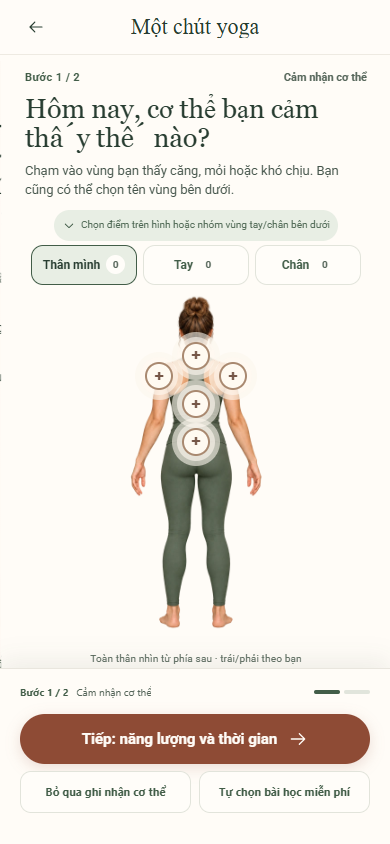 Một chút yoga
Bước 1 / 2
Cảm nhận cơ thể
Hôm nay, cơ thể bạn cảm
thấy thế nào?
Chạm vào vùng bạn thấy căng, mỏi hoặc khó chịu. Bạn
cũng có thể chọn tên vùng bên dưới.
Chọn điểm trên hình hoặc nhóm vùng tay/chân bên dưới
Thân mình 0
Tay 0
Chân 0
Toàn thân nhìn từ phía sau · trái/phải theo bạn
Bước 1 / 2 Cảm nhận cơ thể
Tiếp: năng lượng và thời gian →
Bỏ qua ghi nhận cơ thể
Tự chọn bài học miễn phí